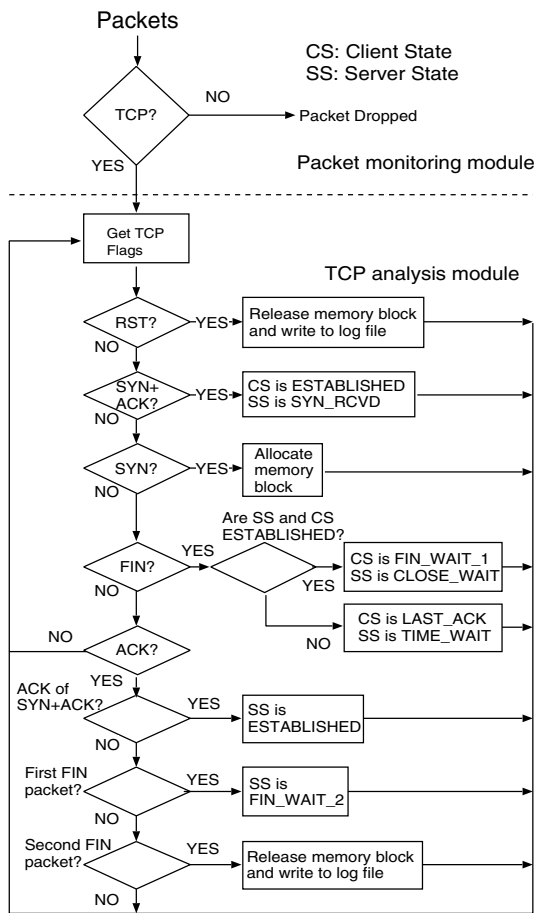 Packets
CS: Client State
SS: Server State
TCP?
NO
Packet Dropped
YES
Packet monitoring module
Get TCP
Flags
TCP analysis module
RST?
YES
Release memory block
and write to log file
NO
SYN+
ACK?
YES
CS is ESTABLISHED
SS is SYN_RCVD
NO
SYN?
YES
Allocate
memory
block
NO
Are SS and CS
ESTABLISHED?
FIN?
YES
YES
CS is FIN_WAIT_1
SS is CLOSE_WAIT
NO
NO
CS is LAST_ACK
SS is TIME_WAIT
NO
ACK?
YES
ACK of
SYN+ACK?
YES
SS is
ESTABLISHED
NO
First FIN
packet?
YES
SS is
FIN_WAIT_2
NO
Second FIN
packet?
YES
Release memory block
and write to log file
NO